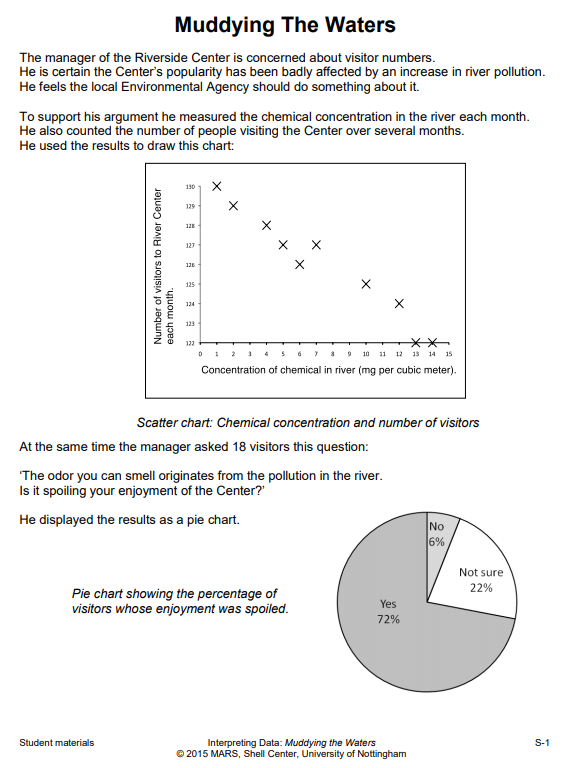 Muddying The Waters
The manager of the Riverside Center is concerned about visitor numbers.
He is certain the Center's popularity has been badly affected by an increase in river pollution.
He feels the local Environmental Agency should do something about it.
To support his argument he measured the chemical concentration in the river each month.
He also counted the number of people visiting the Center over several months.
He used the results to draw this chart:
Number of visitors to River Center
each month.
130
129
128
127
126
125
124
123
122
0 1 2 3 4 5 6 7 8 9 10 11 12 13 14 15
Concentration of chemical in river (mg per cubic meter).
Scatter chart: Chemical concentration and number of visitors
At the same time the manager asked 18 visitors this question:
'The odor you can smell originates from the pollution in the river.
Is it spoiling your enjoyment of the Center?'
He displayed the results as a pie chart.
No
6%
Not sure
22%
Yes
72%
Pie chart showing the percentage of
visitors whose enjoyment was spoiled.
Student materials Interpreting Data: Muddying the Waters S-1
© 2015 MARS, Shell Center, University of Nottingham